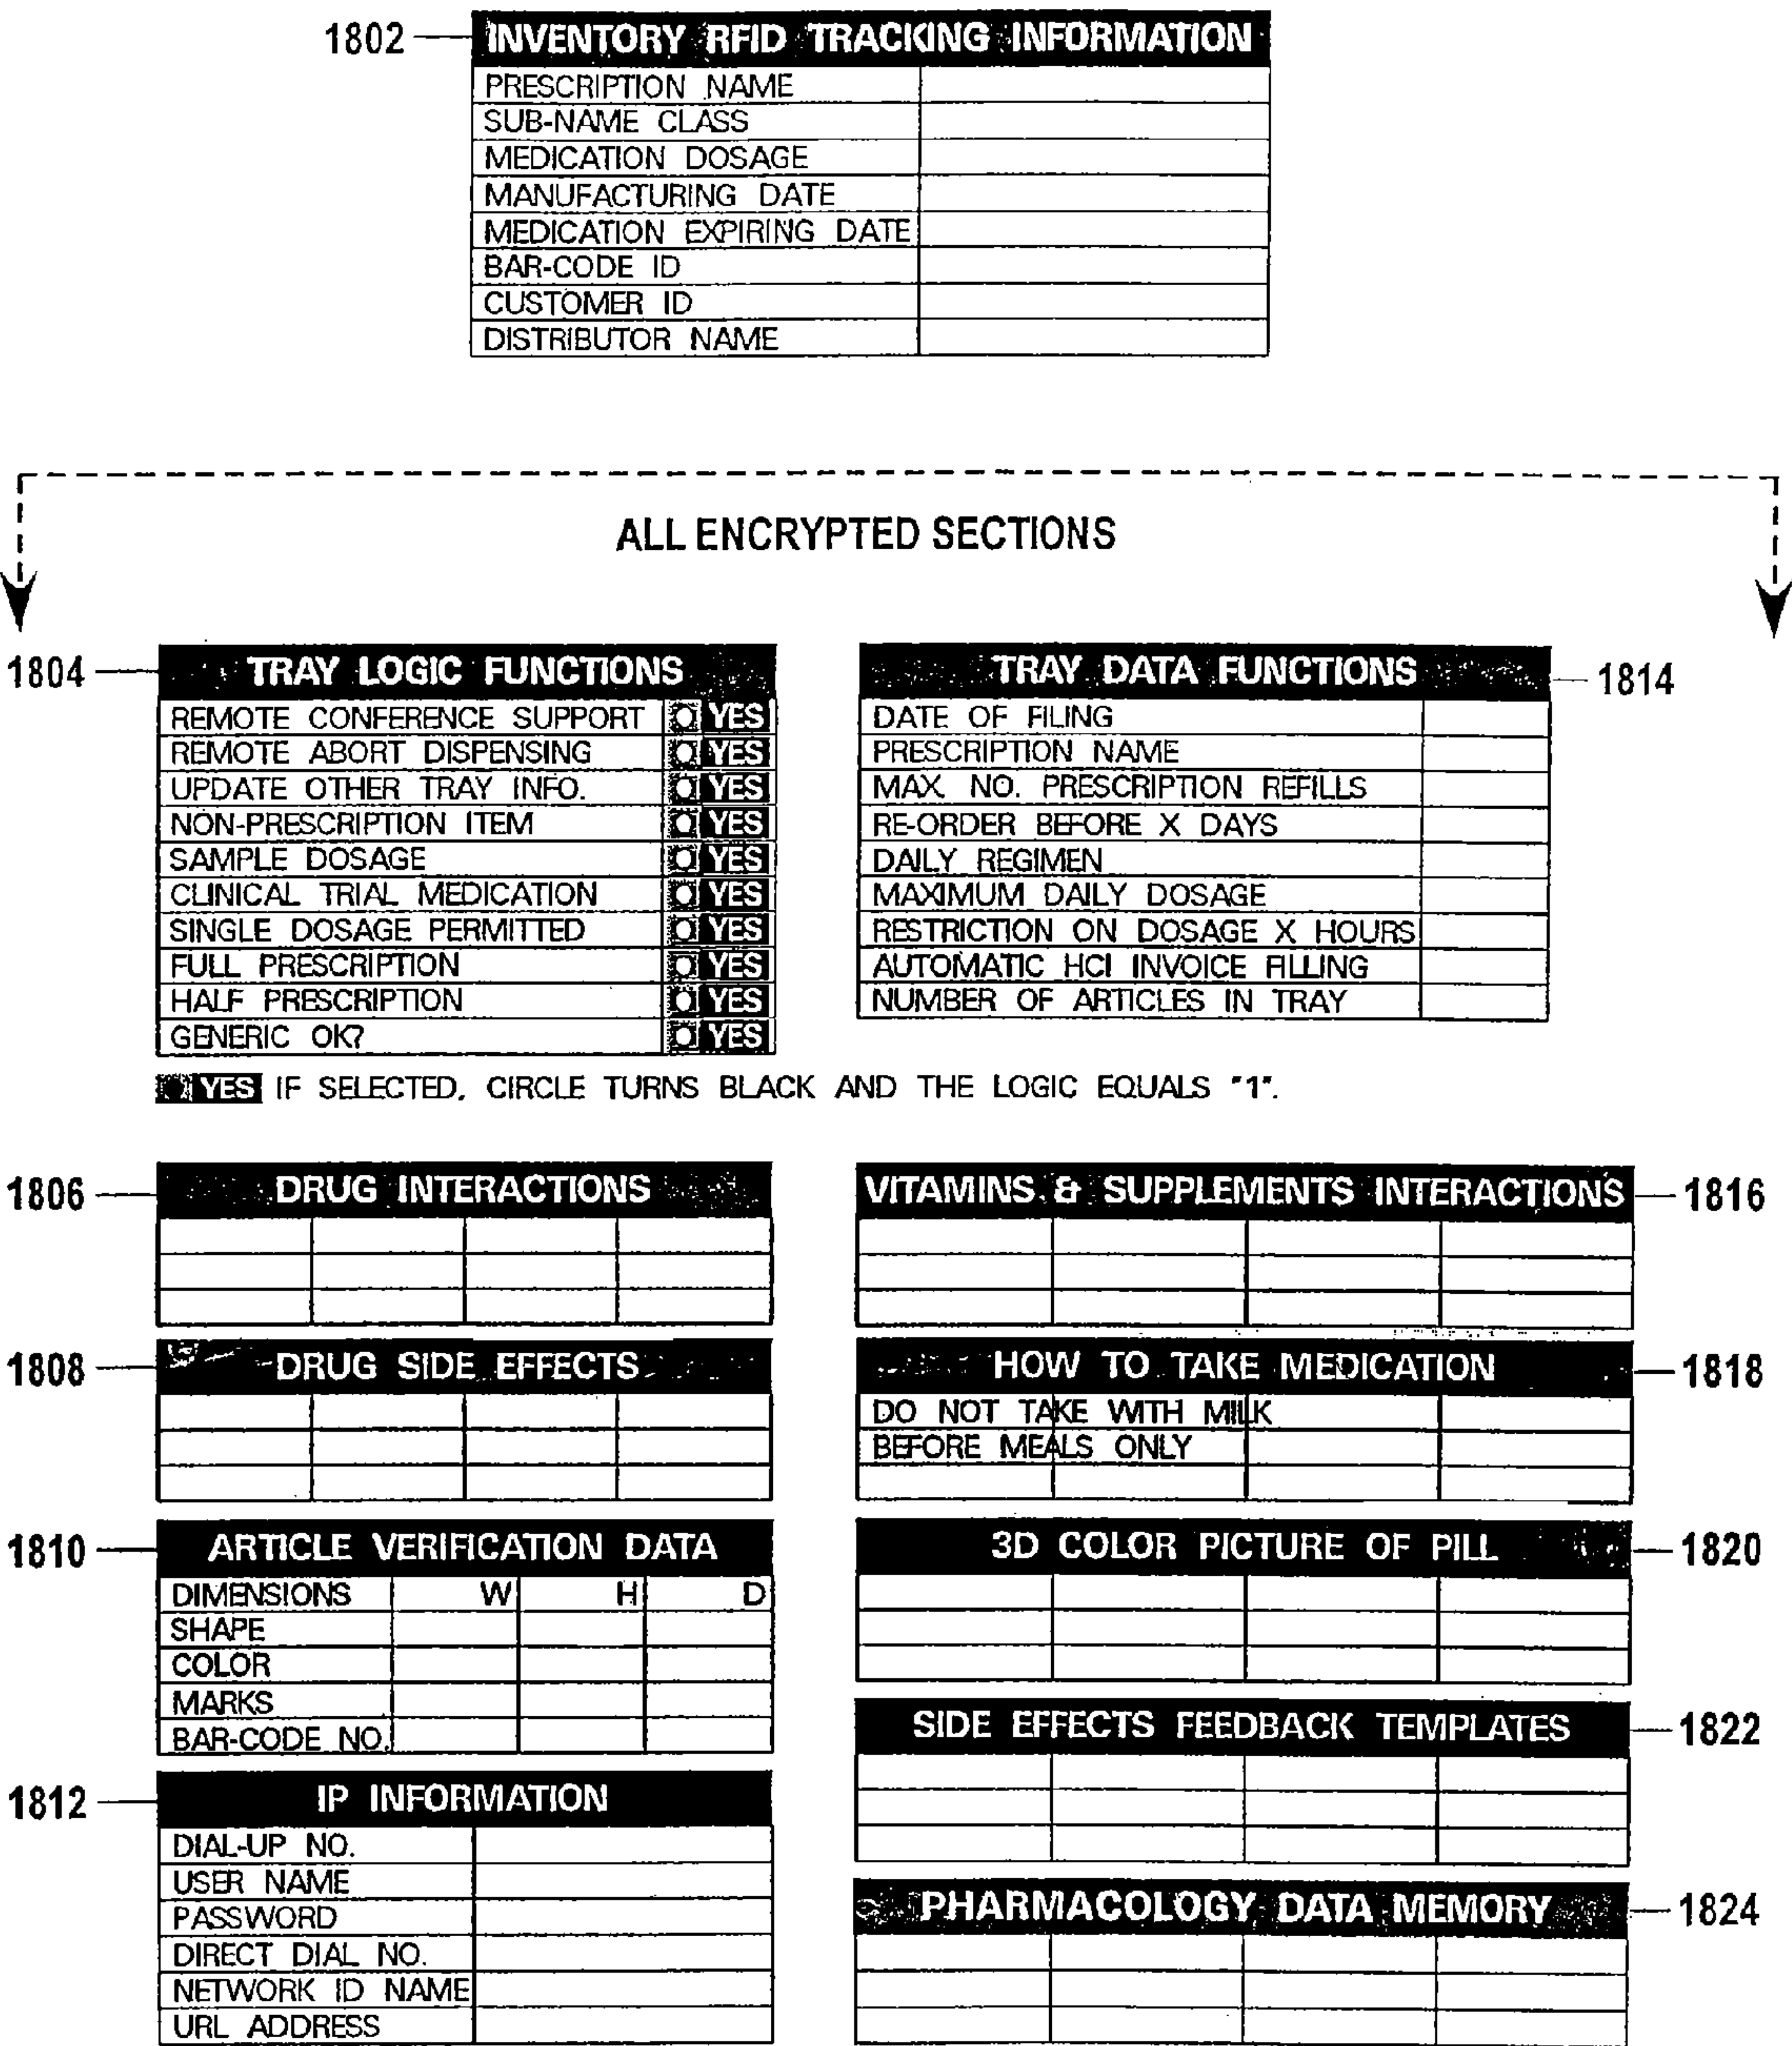 1802 INVENTORY RFID TRACKING INFORMATION
PRESCRIPTION NAME
SUB-NAME CLASS
MEDICATION DOSAGE
MANUFACTURING DATE
MEDICATION EXPIRING DATE
BAR-CODE ID
CUSTOMER ID
DISTRIBUTOR NAME
ALL ENCRYPTED SECTIONS
1804 TRAY LOGIC FUNCTIONS
REMOTE CONFERENCE SUPPORT YES
REMOTE ABORT DISPENSING YES
UPDATE OTHER TRAY INFO. YES
NON-PRESCRIPTION ITEM YES
SAMPLE DOSAGE YES
CLINICAL TRIAL MEDICATION YES
SINGLE DOSAGE PERMITTED YES
FULL PRESCRIPTION YES
HALF PRESCRIPTION YES
GENERIC OK? YES
TRAY DATA FUNCTIONS 1814
DATE OF FILING
PRESCRIPTION NAME
MAX. NO. PRESCRIPTION REFILLS
RE-ORDER BEFORE X DAYS
DAILY REGIMEN
MAXIMUM DAILY DOSAGE
RESTRICTION ON DOSAGE X HOURS
AUTOMATIC HCI INVOICE FILLING
NUMBER OF ARTICLES IN TRAY
YES IF SELECTED, CIRCLE TURNS BLACK AND THE LOGIC EQUALS "1".
1806 DRUG INTERACTIONS
VITAMINS & SUPPLEMENTS INTERACTIONS 1816
1808 DRUG SIDE EFFECTS
HOW TO TAKE MEDICATION 1818
DO NOT TAKE WITH MILK
BEFORE MEALS ONLY
1810 ARTICLE VERIFICATION DATA
DIMENSIONS W H D
SHAPE
COLOR
MARKS
BAR-CODE NO.
3D COLOR PICTURE OF PILL 1820
SIDE EFFECTS FEEDBACK TEMPLATES 1822
1812 IP INFORMATION
DIAL-UP NO.
USER NAME
PASSWORD
DIRECT DIAL NO.
NETWORK ID NAME
URL ADDRESS
PHARMACOLOGY DATA MEMORY 1824